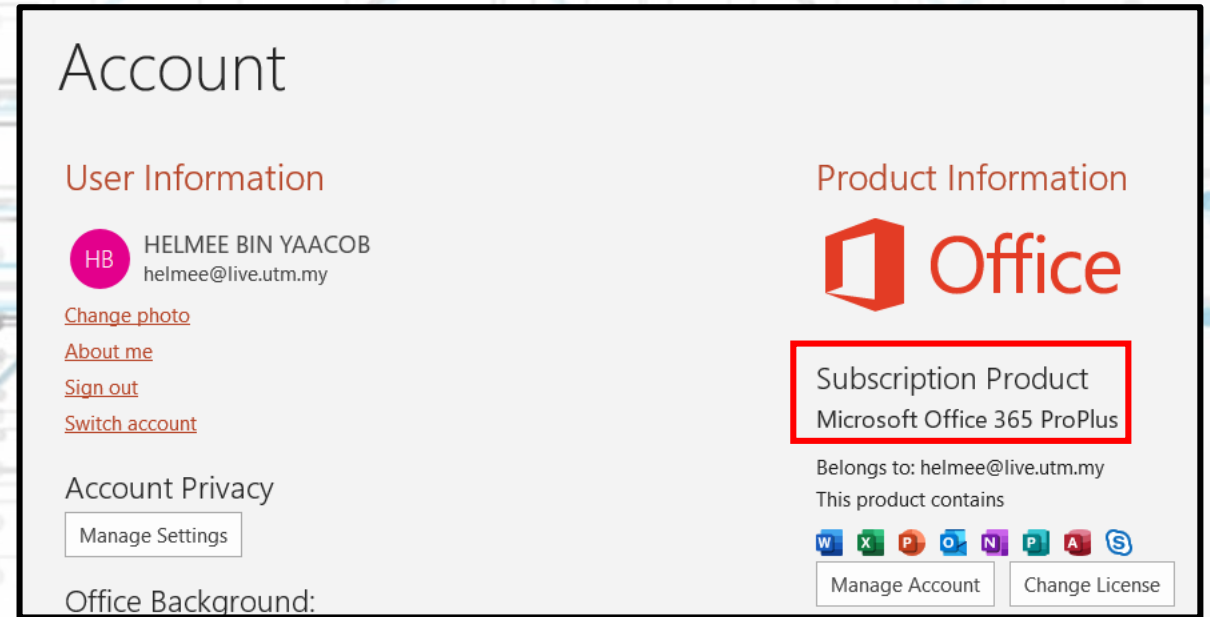 Account
User Information
HB
HELMEE BIN YAACOB
helmee@live.utm.my
Change photo
About me
Sign out
Switch account
Account Privacy
Manage Settings
Office Background:
Product Information
Office
Subscription Product
Microsoft Office 365 ProPlus
Belongs to: helmee@live.utm.my
This product contains
W X P O N P A S
Manage Account
Change License